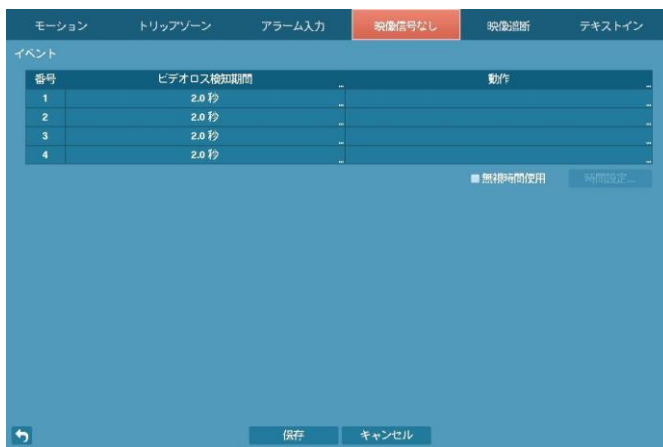 モーション トリップゾーン アラーム入力 映像信号なし 映像遮断 テキストイン
イベント
番号 ビデオロス検知期間 ... 動作 ...
1 2.0 秒 ... ...
2 2.0 秒 ... ...
3 2.0 秒 ... ...
4 2.0 秒 ... ...
無視時間使用 時間設定...
保存 キャンセル